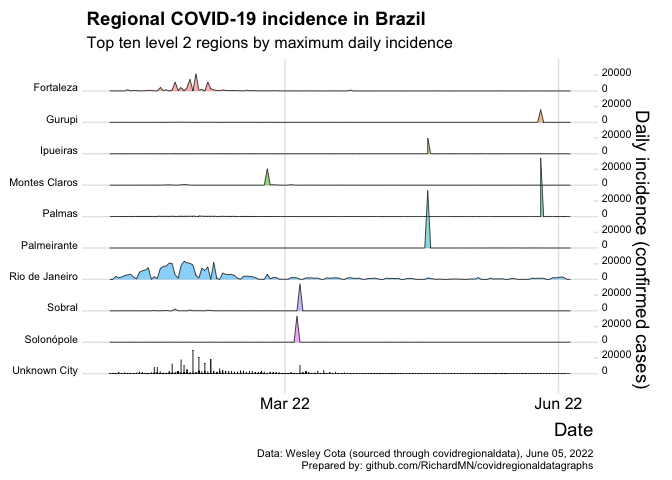 Regional COVID-19 incidence in Brazil
Top ten level 2 regions by maximum daily incidence
Fortaleza
20000
0
Gurupi
20000
0
Ipueiras
20000
0
Montes Claros
20000
0
Palmas
20000
0
Palmeirante
20000
0
Rio de Janeiro
20000
0
Sobral
20000
0
Solonópole
20000
0
Unknown City
20000
0
Daily incidence (confirmed cases)
Mar 22
Jun 22
Date
Data: Wesley Cota (sourced through covidregionaldata), June 05, 2022
Prepared by: github.com/RichardMN/covidregionaldatagraphs